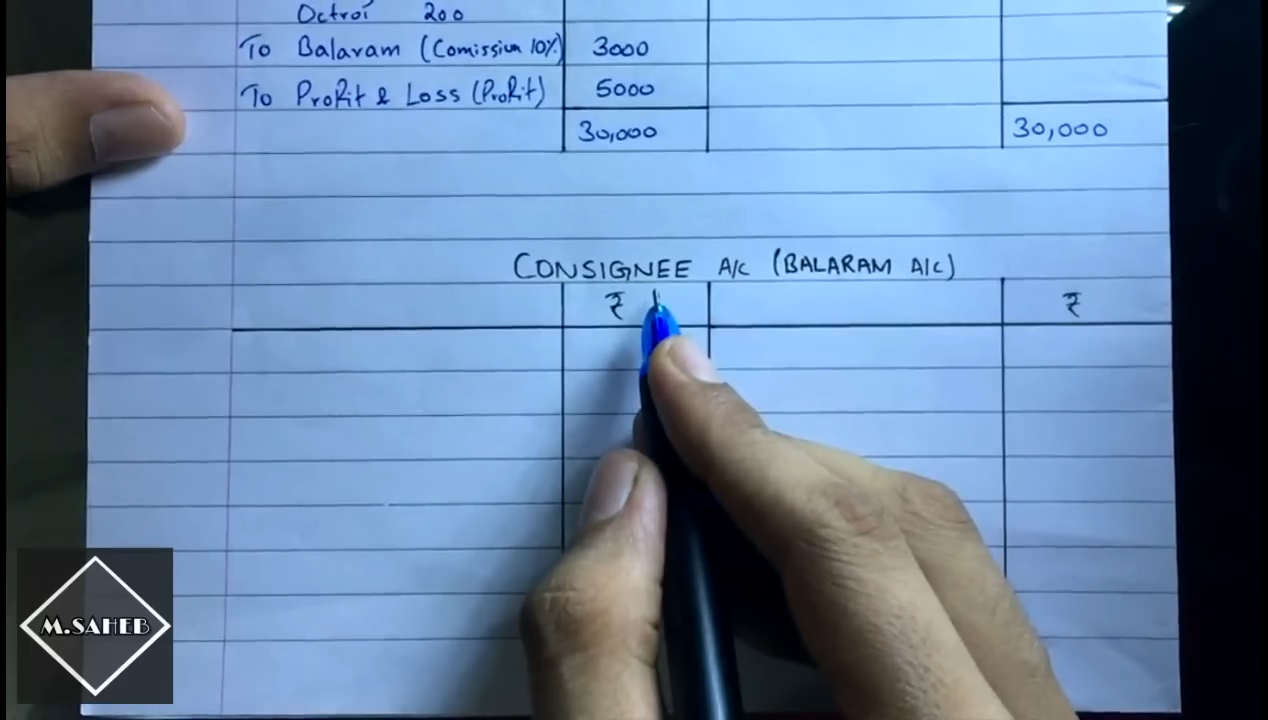 Octroi 200
To Balaram (Comission 10%) 3000
To Profit & Loss (Profit) 5000
30,000 30,000
CONSIGNEE A/C (BALARAM A/C)
₹ ₹
M.SAHEB